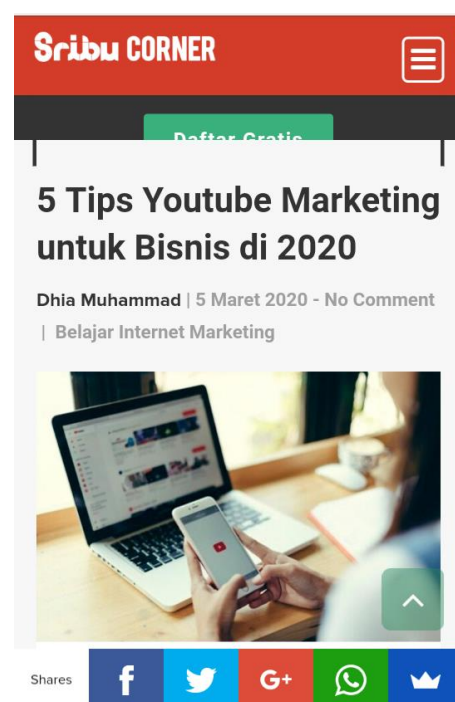 Sribu CORNER
Daftar Gratis
5 Tips Youtube Marketing
untuk Bisnis di 2020
Dhia Muhammad | 5 Maret 2020 - No Comment
| Belajar Internet Marketing
Shares
f
G+